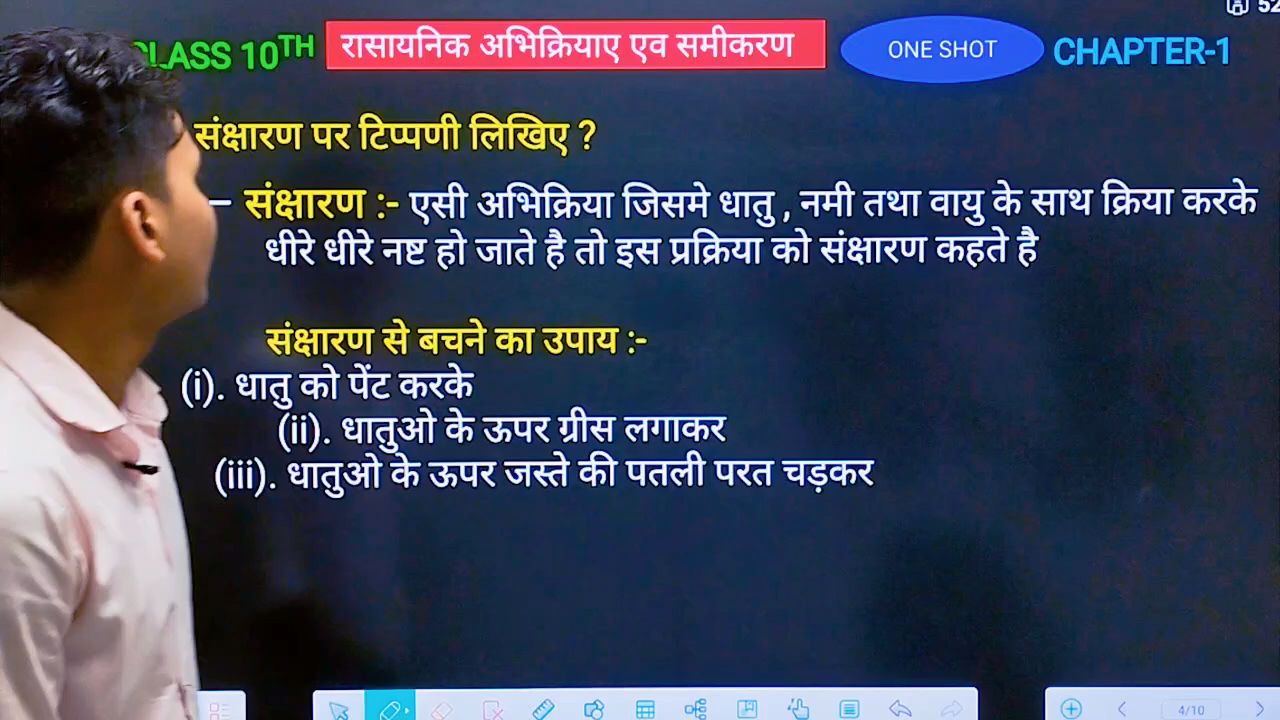 CLASS 10TH
रासायनिक अभिक्रियाए एव समीकरण
ONE SHOT
CHAPTER-1
संक्षारण पर टिप्पणी लिखिए ?
– संक्षारण :- एसी अभिक्रिया जिसमे धातु , नमी तथा वायु के साथ क्रिया करके
धीरे धीरे नष्ट हो जाते है तो इस प्रक्रिया को संक्षारण कहते है
संक्षारण से बचने का उपाय :-
(i). धातु को पेंट करके
(ii). धातुओ के ऊपर ग्रीस लगाकर
(iii). धातुओ के ऊपर जस्ते की पतली परत चड़कर
4/10